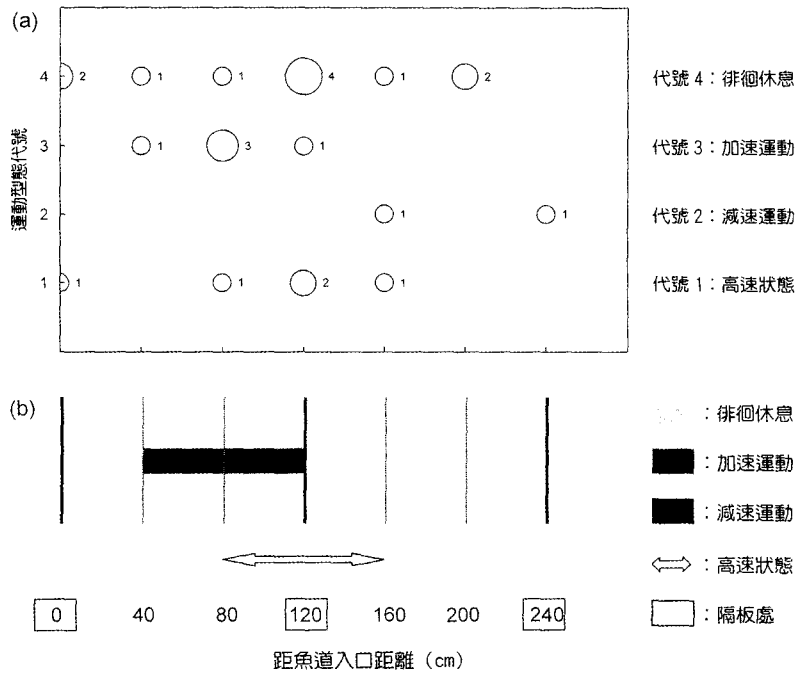 (a)
4 2 1 1 4 1 2 代號 4：徘徊休息
3 1 3 1 代號 3：加速運動
2 1 1 代號 2：減速運動
1 1 1 2 1 代號 1：高速狀態
運動型態代號
(b)
：徘徊休息
：加速運動
：減速運動
：高速狀態
0 40 80 120 160 200 240 ：隔板處
距魚道入口距離（cm）